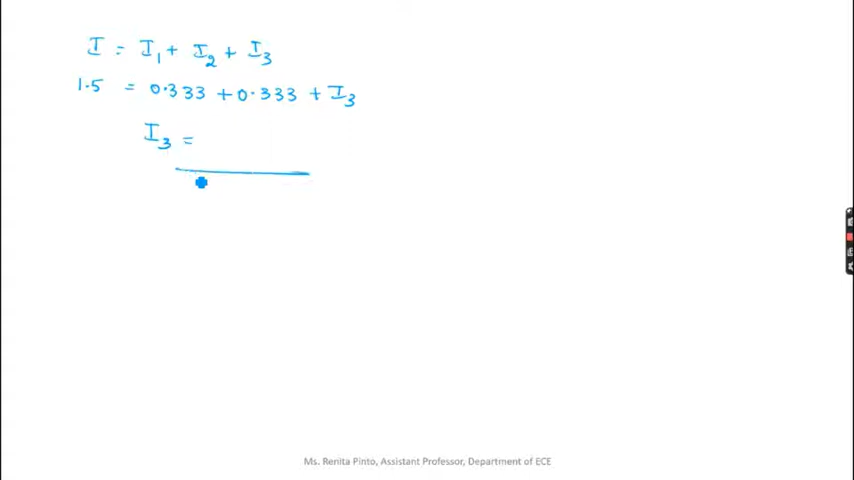 I = I₁ + I₂ + I₃
1.5 = 0.333 + 0.333 + I₃
I₃ =
Ms. Renita Pinto, Assistant Professor, Department of ECE